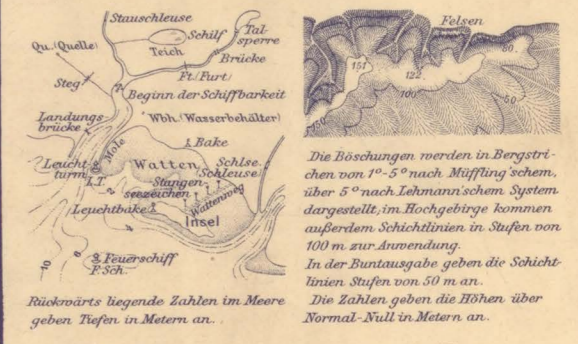 Stauschleuse
Schilf
Teich
Tal-
sperre
Brücke
Qu. (Quelle)
Ft. (Furt)
Steg
Beginn der Schiffbarkeit
Landungs
brücke
Wbh. (Wasserbehälter)
Mole
Bake
Leucht-
turm
L.T.
Watten
Schlse.
(Schleuse)
Stangen-
seezeichen
Wattenweg
Leuchtbake
Insel
2
4
6
10
Feuerschiff
F. Sch.
Rückwärts liegende Zahlen im Meere
geben Tiefen in Metern an.
Felsen
80
151
122
100
50
150
Die Böschungen werden in Bergstri-
chen von 1°-5° nach Müffling'schem,
über 5° nach Lehmann'schem System
dargestellt, im Hochgebirge kommen
außerdem Schichtlinien in Stufen von
100 m zur Anwendung.
In der Buntausgabe geben die Schicht-
linien Stufen von 50 m an.
Die Zahlen geben die Höhen über
Normal-Null in Metern an.